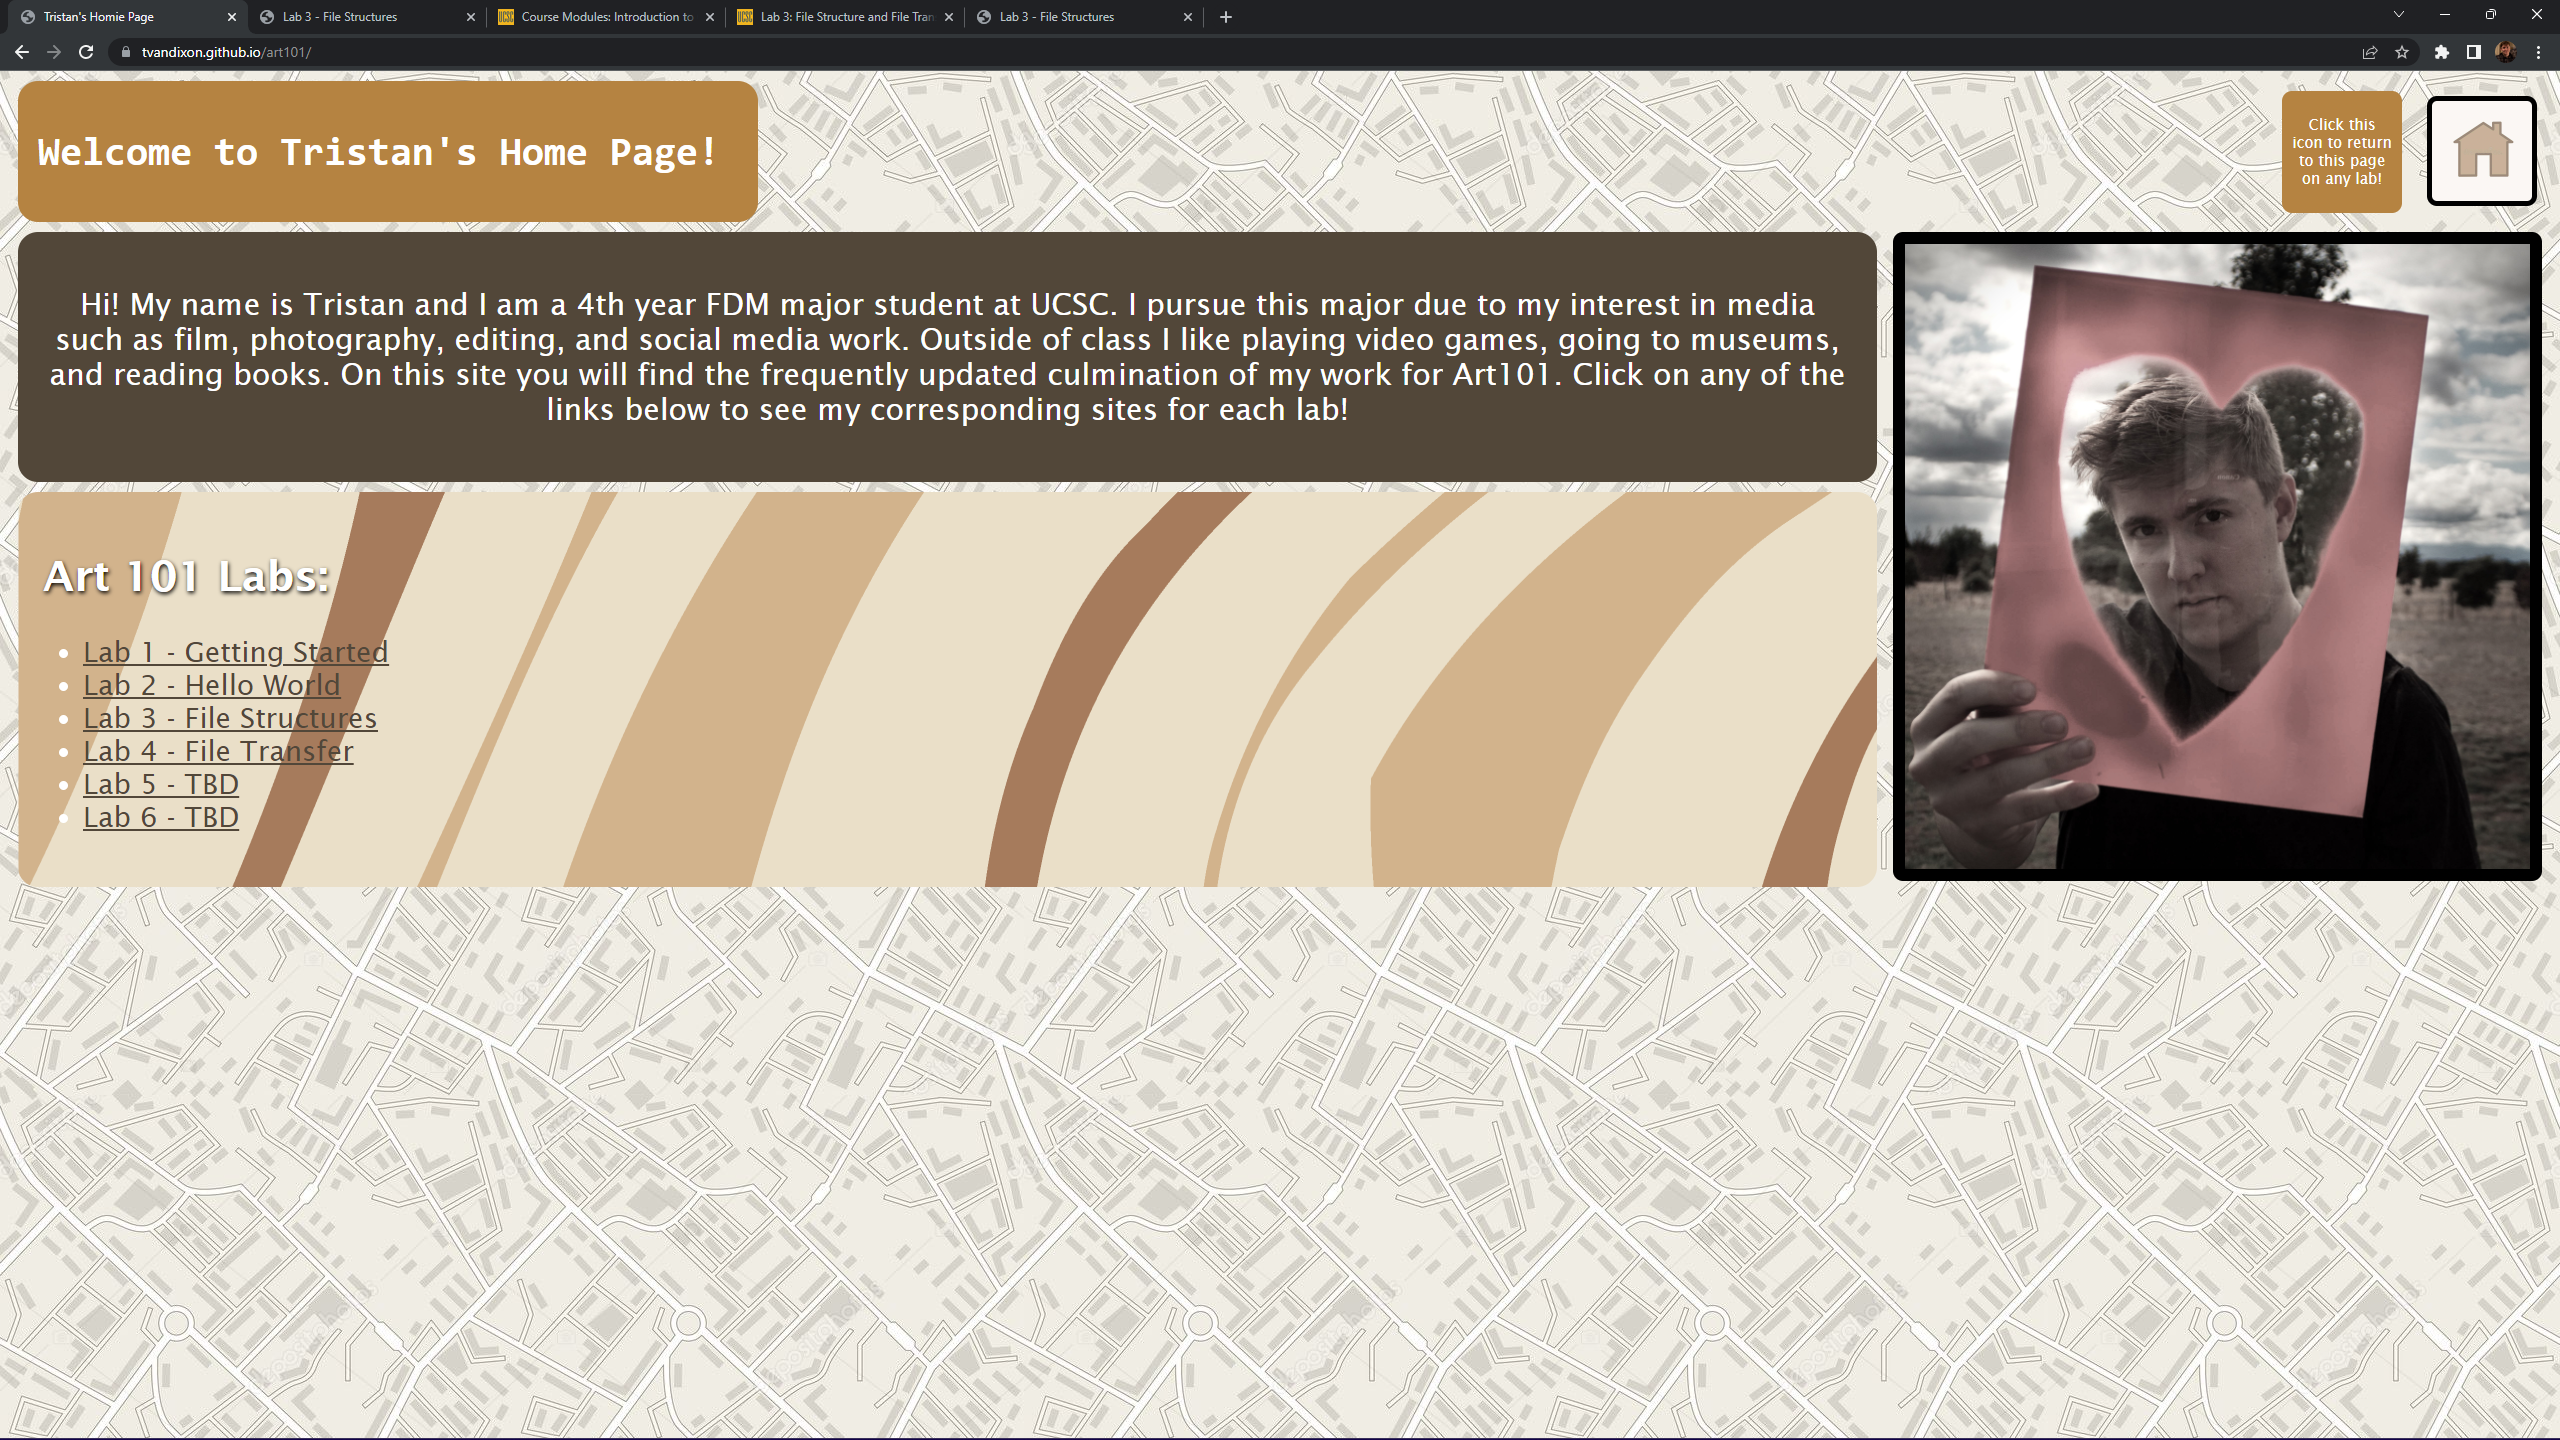 Tristan's Homie Page
Lab 3 - File Structures
Course Modules: Introduction to
Lab 3: File Structure and File Tran
Lab 3 - File Structures
tvandixon.github.io/art101/
Welcome to Tristan's Home Page!
Click this
icon to return
to this page
on any lab!
Hi! My name is Tristan and I am a 4th year FDM major student at UCSC. I pursue this major due to my interest in media
such as film, photography, editing, and social media work. Outside of class I like playing video games, going to museums,
and reading books. On this site you will find the frequently updated culmination of my work for Art101. Click on any of the
links below to see my corresponding sites for each lab!
Art 101 Labs:
Lab 1 - Getting Started
Lab 2 - Hello World
Lab 3 - File Structures
Lab 4 - File Transfer
Lab 5 - TBD
Lab 6 - TBD